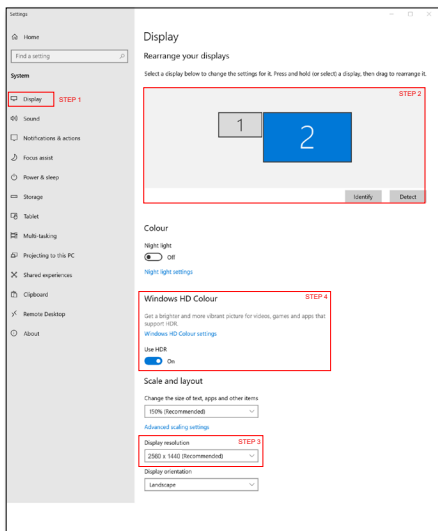 Settings
Home
Find a setting
System
Display STEP 1
Sound
Notifications & actions
Focus assist
Power & sleep
Storage
Tablet
Multi-tasking
Projecting to this PC
Shared experiences
Clipboard
Remote Desktop
About
Display
Rearrange your displays
Select a display below to change the settings for it. Press and hold (or select) a display, then drag to rearrange it.
STEP 2
1
2
Identify Detect
Colour
Night light
Off
Night light settings
Windows HD Colour STEP 4
Get a brighter and more vibrant picture for videos, games and apps that
support HDR.
Windows HD Colour settings
Use HDR
On
Scale and layout
Change the size of text, apps and other items
150% (Recommended)
Advanced scaling settings
Display resolution STEP 3
2560 x 1440 (Recommended)
Display orientation
Landscape